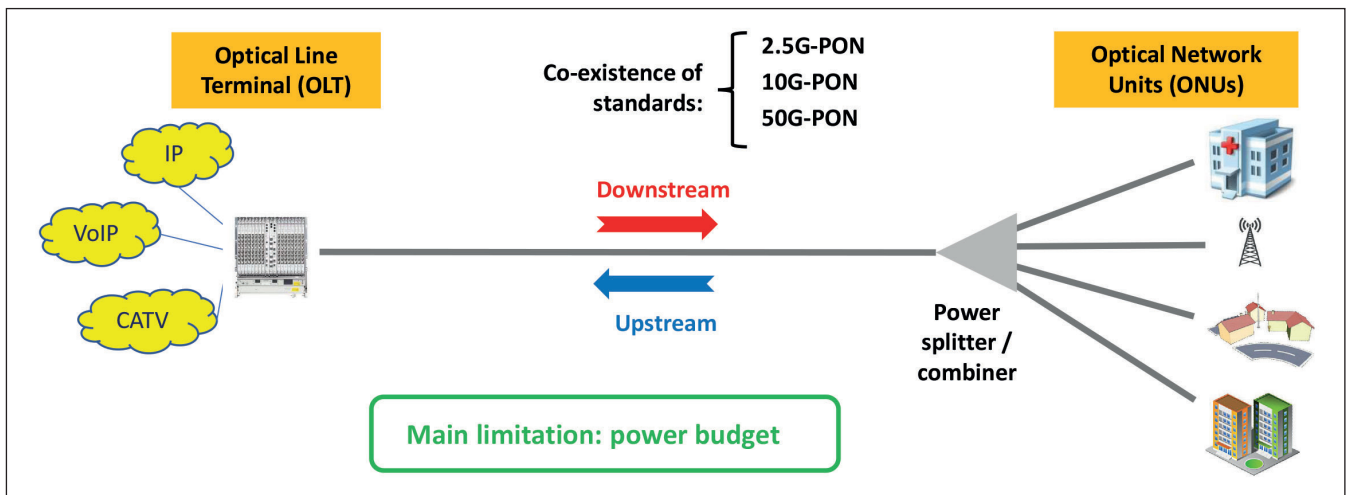 Optical Line
Terminal (OLT)
Co-existence of
standards:
2.5G-PON
10G-PON
50G-PON
Optical Network
Units (ONUs)
IP
VoIP
CATV
Downstream
Upstream
Power
splitter /
combiner
Main limitation: power budget